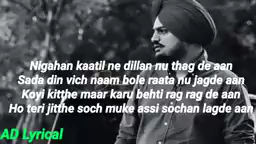 Nigahan kaatil ne dillan nu thag de aan
Sada din vich naam bole raata nu jagde aan
Koyi kitthe maar karu behti rag rag de aan
Ho teri jitthe soch muke assi sochan lagde aan
AD Lyrical